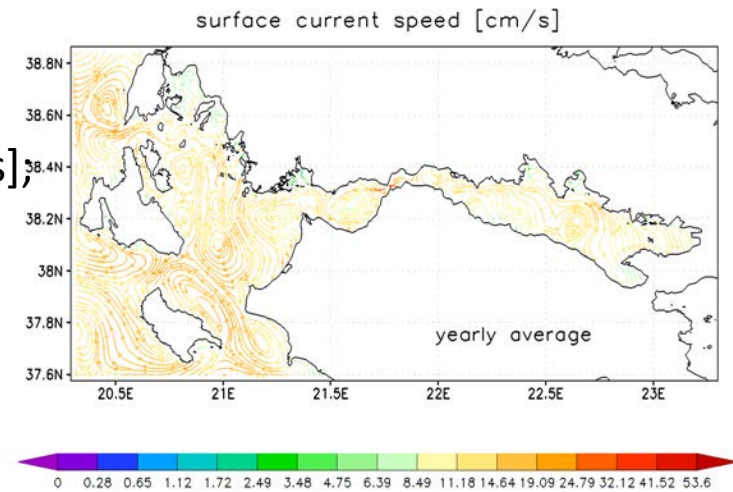 surface current speed [cm/s]
38.8N
38.6N
s];
38.4N
38.2N
38N
37.8N
yearly average
37.6N
20.5E 21E 21.5E 22E 22.5E 23E
0 0.28 0.65 1.12 1.72 2.49 3.48 4.75 6.39 8.49 11.18 14.64 19.09 24.79 32.12 41.52 53.6